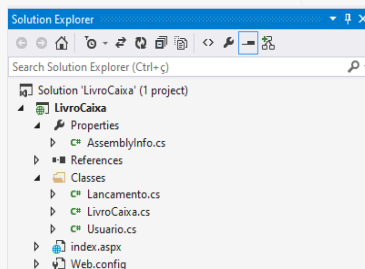 Solution Explorer
Search Solution Explorer (Ctrl+ç)
Solution 'LivroCaixa' (1 project)
LivroCaixa
Properties
C# AssemblyInfo.cs
References
Classes
C# Lancamento.cs
C# LivroCaixa.cs
C# Usuario.cs
index.aspx
Web.config